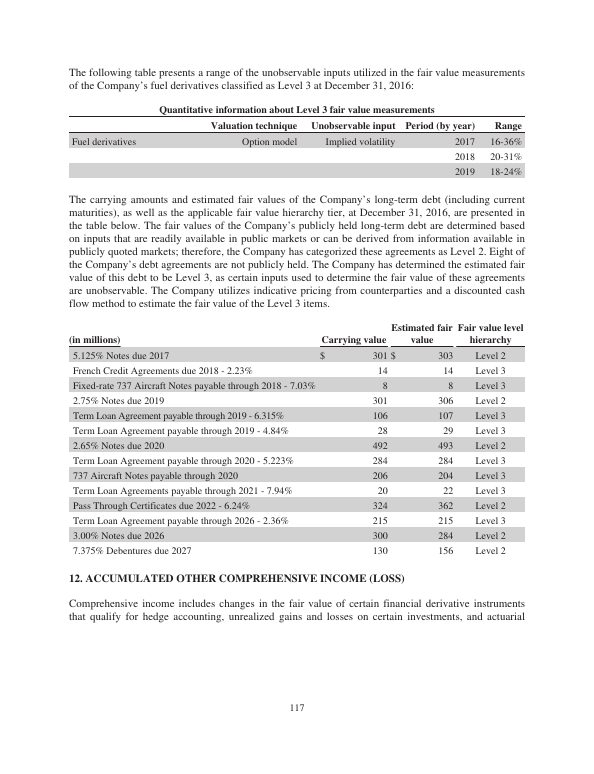 The following table presents a range of the unobservable inputs utilized in the fair value measurements
of the Company's fuel derivatives classified as Level 3 at December 31, 2016:
Quantitative information about Level 3 fair value measurements
Valuation technique Unobservable input Period (by year) Range
Fuel derivatives Option model Implied volatility 2017 16-36%
2018 20-31%
2019 18-24%
The carrying amounts and estimated fair values of the Company's long-term debt (including current
maturities), as well as the applicable fair value hierarchy tier, at December 31, 2016, are presented in
the table below. The fair values of the Company's publicly held long-term debt are determined based
on inputs that are readily available in public markets or can be derived from information available in
publicly quoted markets; therefore, the Company has categorized these agreements as Level 2. Eight of
the Company's debt agreements are not publicly held. The Company has determined the estimated fair
value of this debt to be Level 3, as certain inputs used to determine the fair value of these agreements
are unobservable. The Company utilizes indicative pricing from counterparties and a discounted cash
flow method to estimate the fair value of the Level 3 items.
Estimated fair Fair value level
(in millions) Carrying value value hierarchy
5.125% Notes due 2017 $ 301 $ 303 Level 2
French Credit Agreements due 2018 - 2.23% 14 14 Level 3
Fixed-rate 737 Aircraft Notes payable through 2018 - 7.03% 8 8 Level 3
2.75% Notes due 2019 301 306 Level 2
Term Loan Agreement payable through 2019 - 6.315% 106 107 Level 3
Term Loan Agreement payable through 2019 - 4.84% 28 29 Level 3
2.65% Notes due 2020 492 493 Level 2
Term Loan Agreement payable through 2020 - 5.223% 284 284 Level 3
737 Aircraft Notes payable through 2020 206 204 Level 3
Term Loan Agreements payable through 2021 - 7.94% 20 22 Level 3
Pass Through Certificates due 2022 - 6.24% 324 362 Level 2
Term Loan Agreement payable through 2026 - 2.36% 215 215 Level 3
3.00% Notes due 2026 300 284 Level 2
7.375% Debentures due 2027 130 156 Level 2
12. ACCUMULATED OTHER COMPREHENSIVE INCOME (LOSS)
Comprehensive income includes changes in the fair value of certain financial derivative instruments
that qualify for hedge accounting, unrealized gains and losses on certain investments, and actuarial
117